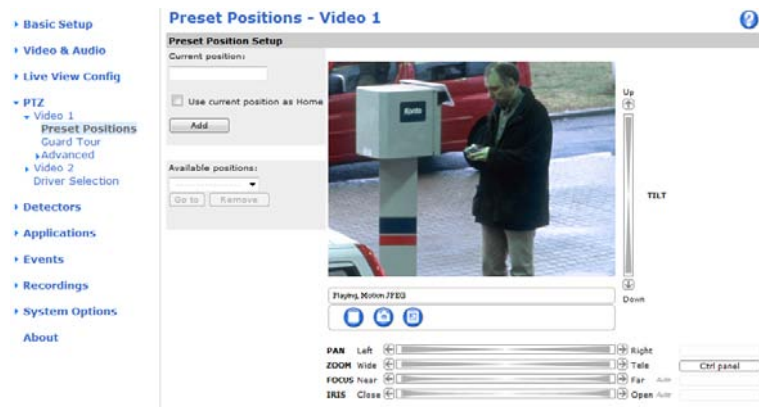 Basic Setup
Video & Audio
Live View Config
PTZ
Video 1
Preset Positions
Guard Tour
Advanced
Video 2
Driver Selection
Detectors
Applications
Events
Recordings
System Options
About
Preset Positions - Video 1
?
Preset Position Setup
Current position:
Use current position as Home
Add
Available positions:
Go to
Remove
Konto
Up
TILT
Down
Playing, Motion JPEG
PAN Left Right
ZOOM Wide Tele Ctrl panel
FOCUS Near Far Auto
IRIS Close Open Auto